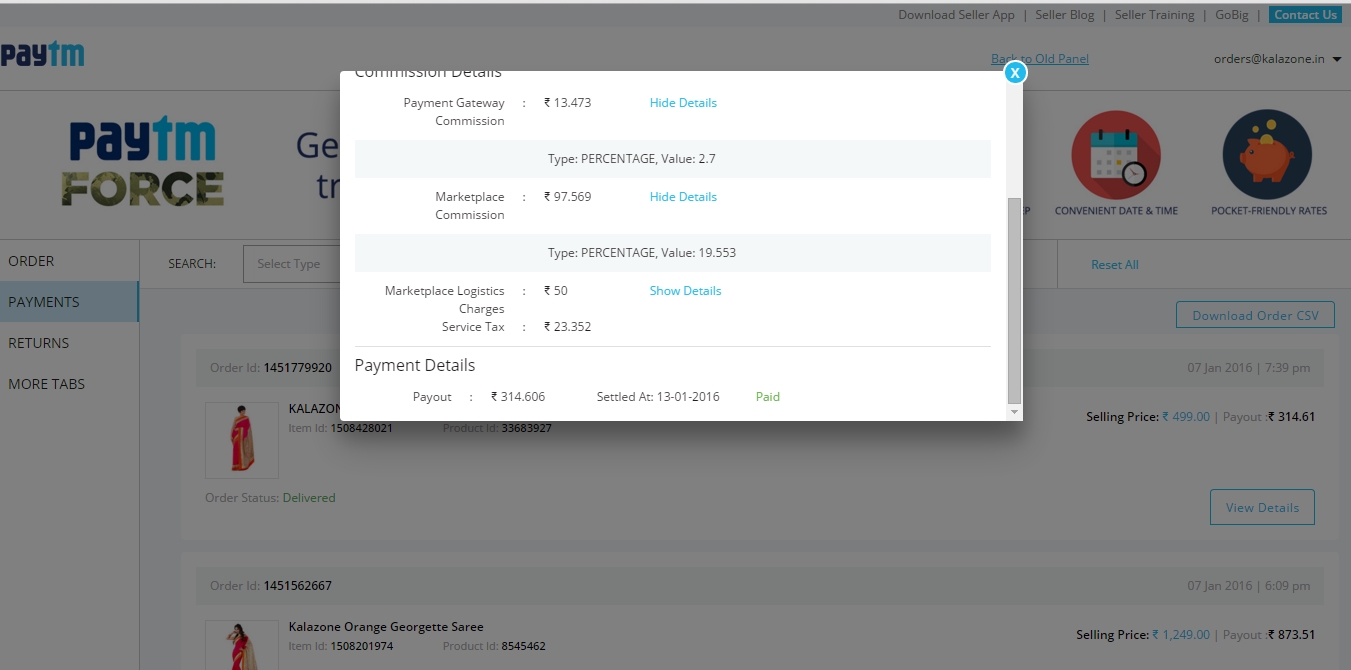 Download Seller App | Seller Blog | Seller Training | GoBig | Contact Us
paytm
Back to Old Panel
orders@kalazone.in
Commission Details
X
Payment Gateway Commission : ₹ 13.473 Hide Details
Type: PERCENTAGE, Value: 2.7
Marketplace Commission : ₹ 97.569 Hide Details
Type: PERCENTAGE, Value: 19.553
Marketplace Logistics Charges : ₹ 50 Show Details
Service Tax : ₹ 23.352
Payment Details
Payout : ₹ 314.606 Settled At: 13-01-2016 Paid
paytm
FORCE
Ge
tr
P
CONVENIENT DATE & TIME
POCKET-FRIENDLY RATES
ORDER
PAYMENTS
RETURNS
MORE TABS
SEARCH:
Select Type
Reset All
Download Order CSV
Order Id: 1451779920
07 Jan 2016 | 7:39 pm
KALAZON
Item Id: 1508428021 Product Id: 33683927
Selling Price: ₹ 499.00 | Payout :₹ 314.61
Order Status: Delivered
View Details
Order Id: 1451562667
07 Jan 2016 | 6:09 pm
Kalazone Orange Georgette Saree
Item Id: 1508201974 Product Id: 8545462
Selling Price: ₹ 1,249.00 | Payout :₹ 873.51